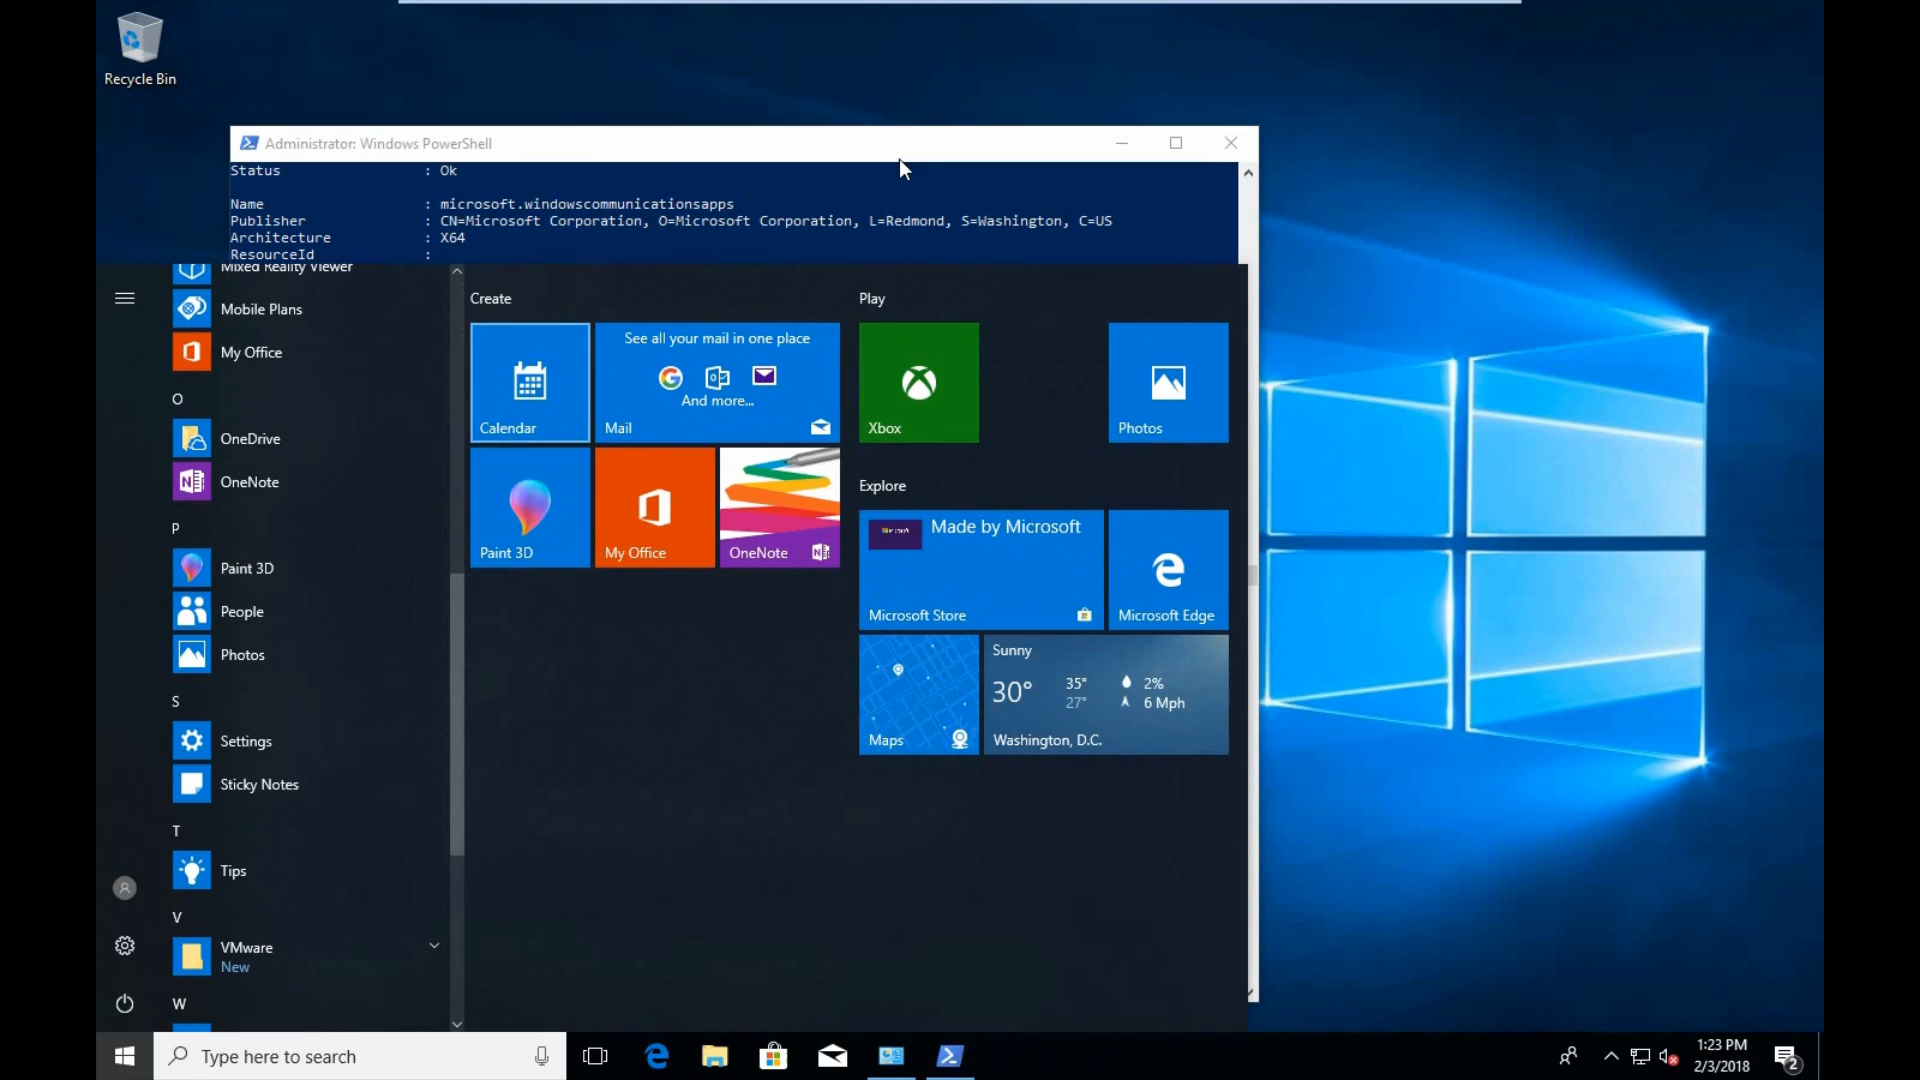 Recycle Bin
Administrator: Windows PowerShell
Status : Ok
Name : microsoft.windowscommunicationsapps
Publisher : CN=Microsoft Corporation, O=Microsoft Corporation, L=Redmond, S=Washington, C=US
Architecture : X64
ResourceId :
Mixed Reality Viewer
Mobile Plans
My Office
O
OneDrive
OneNote
P
Paint 3D
People
Photos
S
Settings
Sticky Notes
T
Tips
V
VMware
New
W
Create
Calendar
See all your mail in one place
And more...
Mail
Paint 3D
My Office
OneNote
Play
Xbox
Photos
Explore
Made by Microsoft
Microsoft Store
Microsoft Edge
Maps
Sunny
30° 35° 2%
27° 6 Mph
Washington, D.C.
Type here to search
1:23 PM
2/3/2018
2